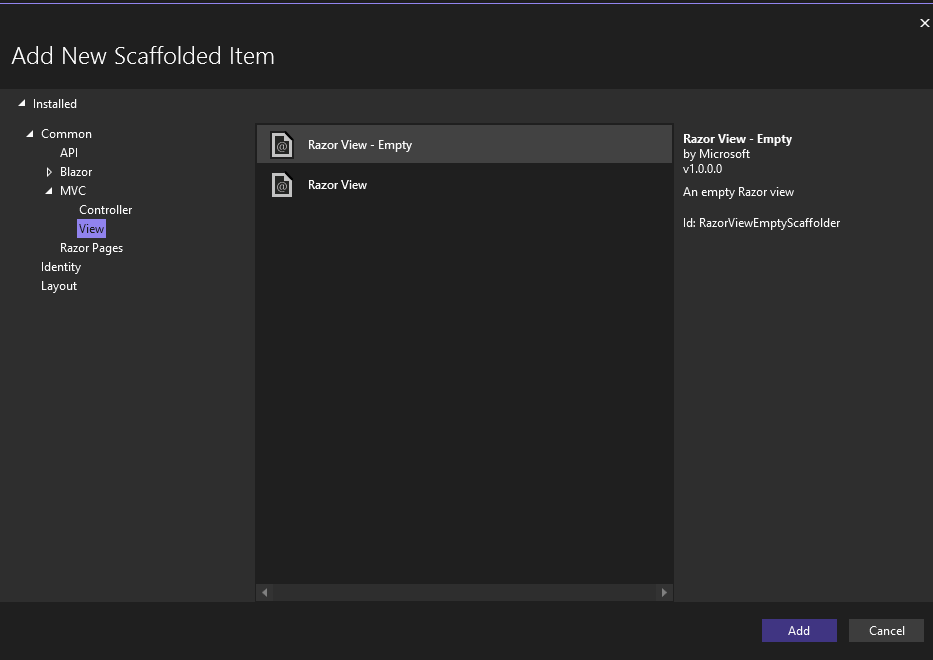 Add New Scaffolded Item
Installed
Common
API
Blazor
MVC
Controller
View
Razor Pages
Identity
Layout
Razor View - Empty
Razor View
Razor View - Empty
by Microsoft
v1.0.0.0
An empty Razor view
Id: RazorViewEmptyScaffolder
Add
Cancel